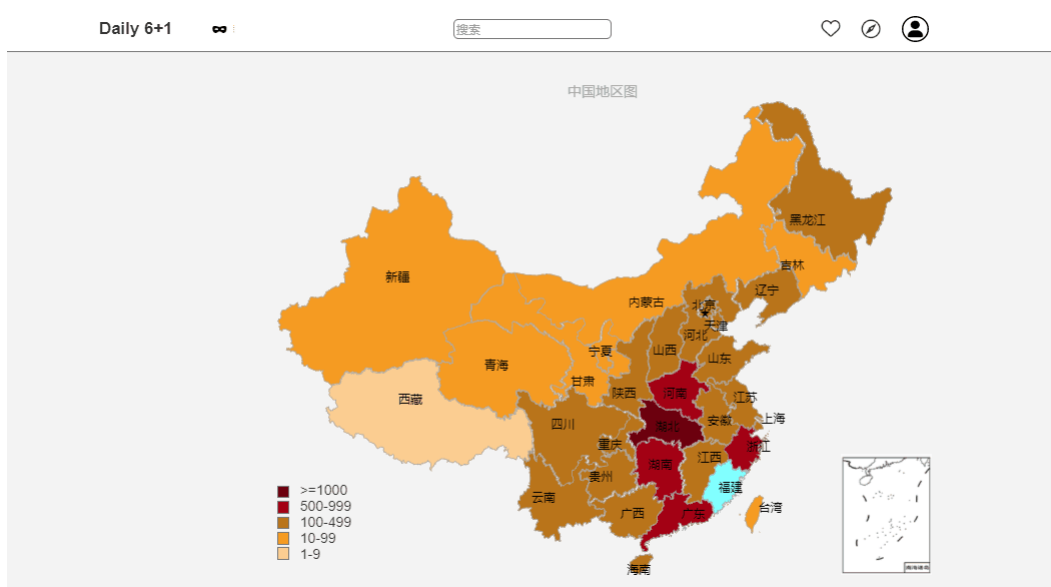 Daily 6+1
搜索
中国地区图
黑龙江
吉林
新疆
内蒙古
辽宁
北京
天津
河北
宁夏
山西
山东
青海
甘肃
陕西
河南
西藏
江苏
四川
湖北
安徽
上海
重庆
浙江
湖南
江西
贵州
福建
云南
广西
广东
台湾
海南
>=1000
500-999
100-499
10-99
1-9
南海诸岛